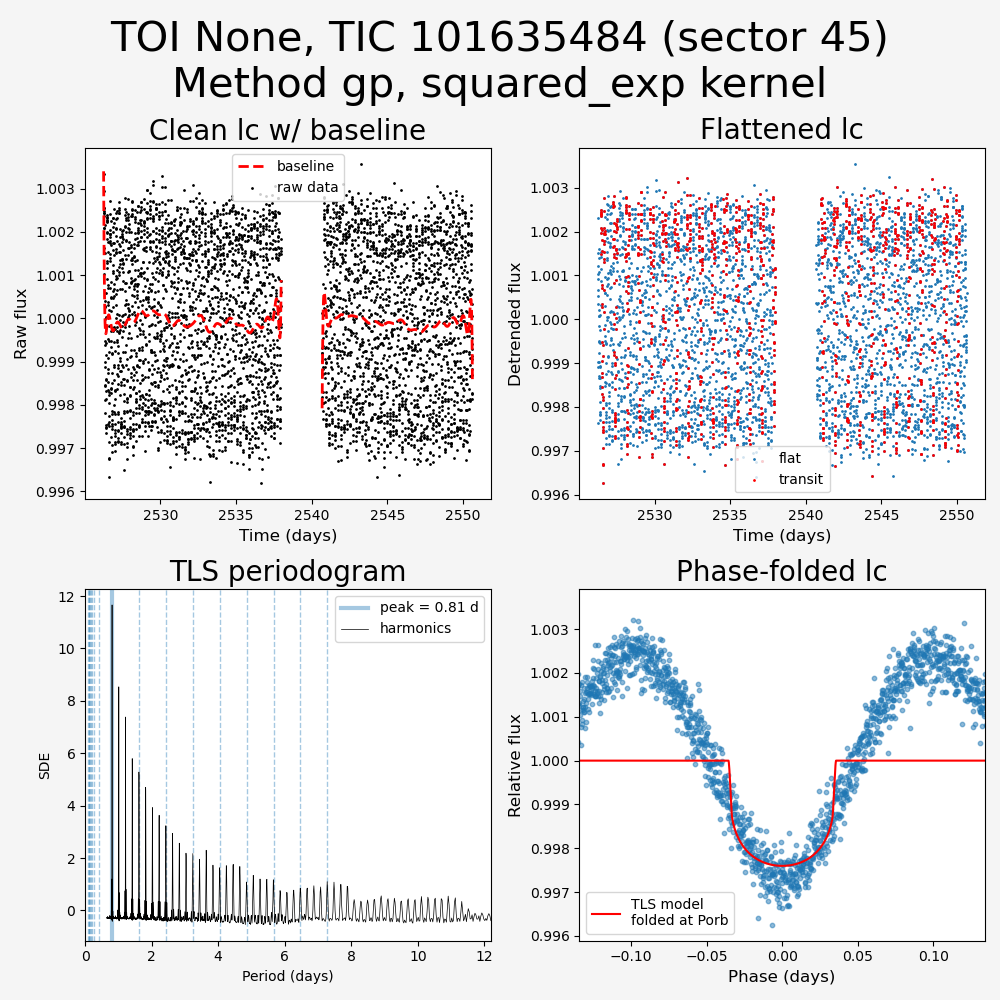 TOI None, TIC 101635484 (sector 45)
Method gp, squared_exp kernel
Clean lc w/ baseline
baseline
raw data
1.003
1.002
1.001
1.000
0.999
0.998
0.997
0.996
Raw flux
2530
2535
2540
2545
2550
Time (days)
Flattened lc
flat
transit
1.003
1.002
1.001
1.000
0.999
0.998
0.997
0.996
Detrended flux
2530
2535
2540
2545
2550
Time (days)
TLS periodogram
peak = 0.81 d
harmonics
12
10
8
6
4
2
0
SDE
0
2
4
6
8
10
12
Period (days)
Phase-folded lc
1.003
1.002
1.001
1.000
0.999
0.998
0.997
0.996
Relative flux
TLS model
folded at Porb
−0.10
−0.05
0.00
0.05
0.10
Phase (days)